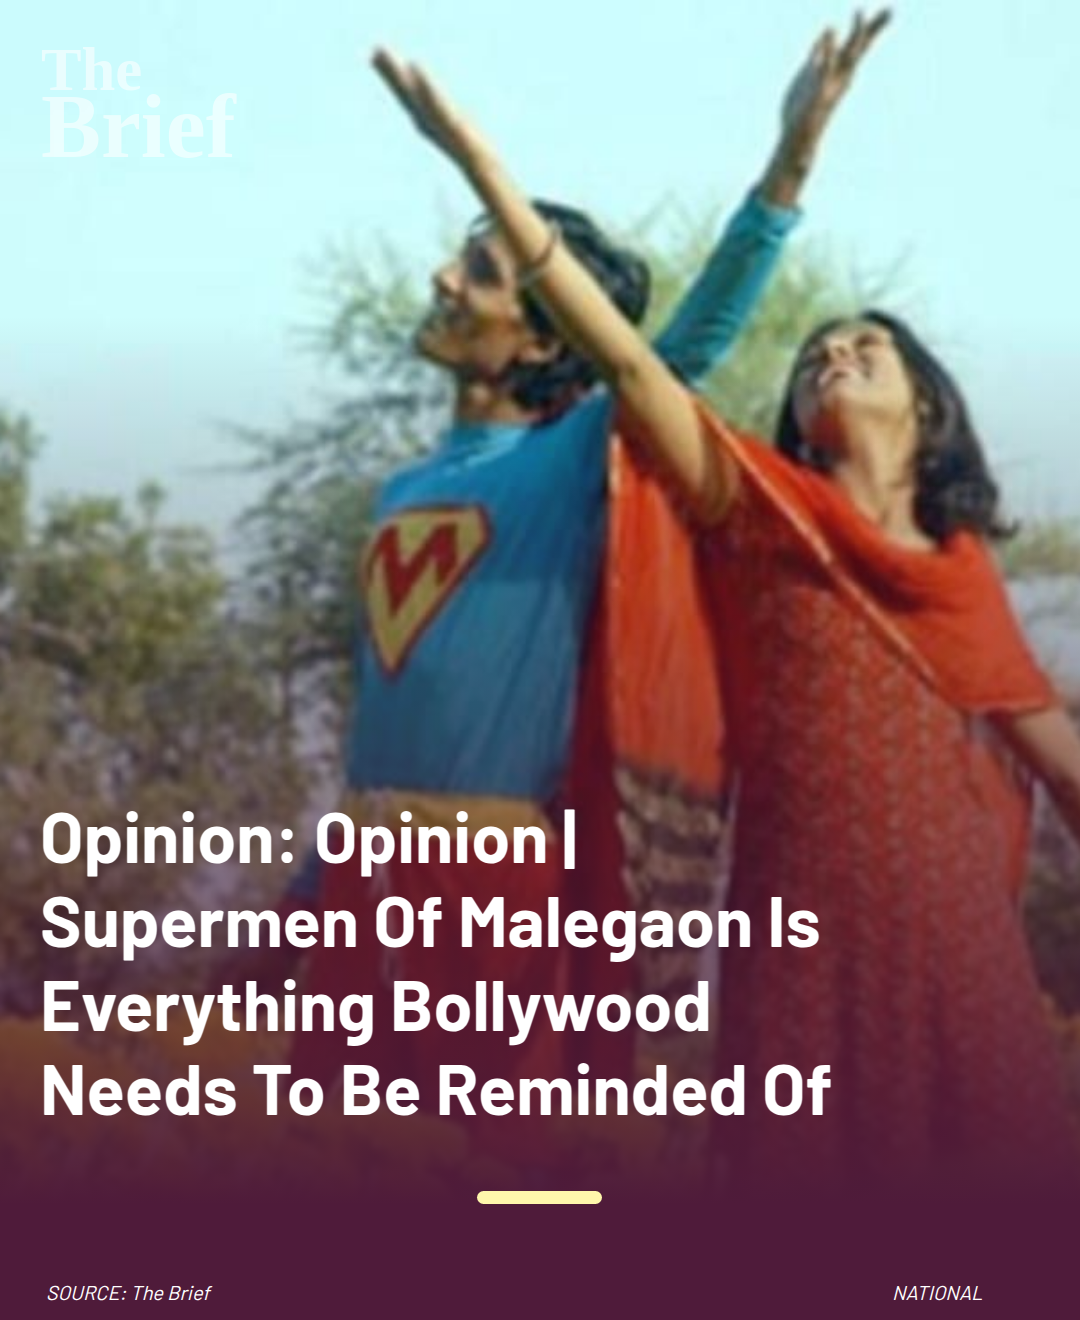 The
Brief
M
Opinion: Opinion |
Supermen Of Malegaon Is
Everything Bollywood
Needs To Be Reminded Of
SOURCE: The Brief
NATIONAL